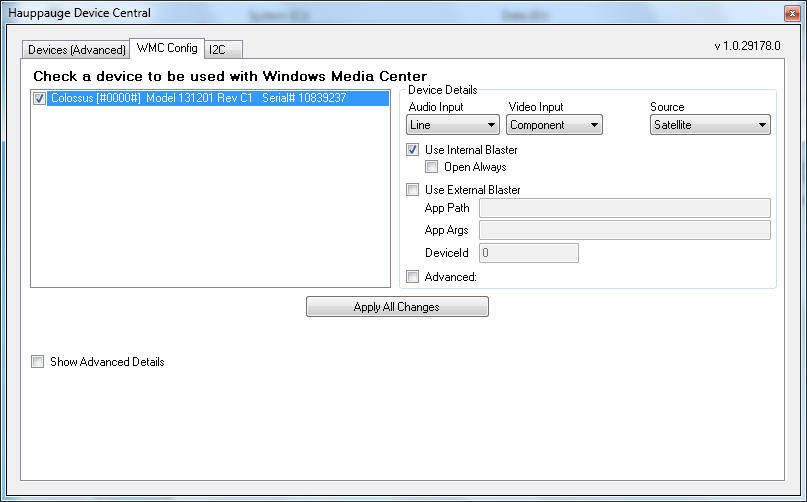 Hauppauge Device Central
Devices (Advanced) WMC Config I2C
v 1.0.29178.0
Check a device to be used with Windows Media Center
Colossus [#0000#] Model 131201 Rev C1 Serial# 10839237
Device Details
Audio Input Video Input Source
Line Component Satellite
Use Internal Blaster
Open Always
Use External Blaster
App Path
App Args
DeviceId 0
Advanced:
Apply All Changes
Show Advanced Details